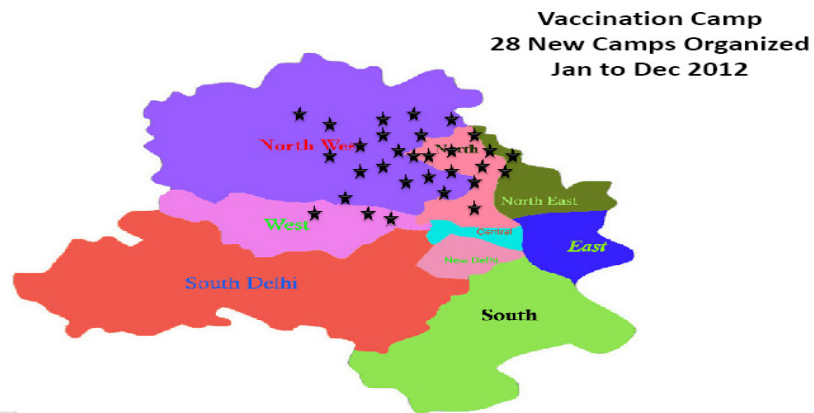 Vaccination Camp
28 New Camps Organized
Jan to Dec 2012
North Wes
North
North East
West
Central
East
New Delhi
South Delhi
South